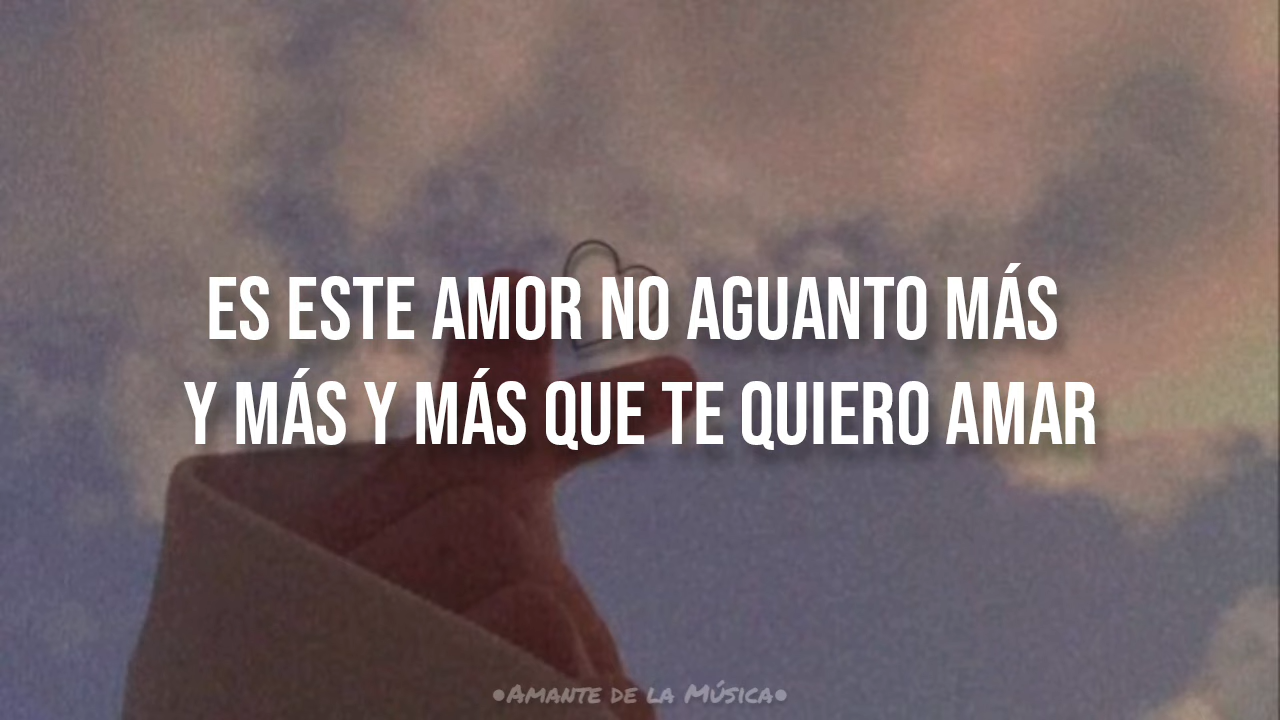 ES ESTE AMOR NO AGUANTO MÁS
Y MÁS Y MÁS QUE TE QUIERO AMAR
•AMANTE DE LA MÚSICA•